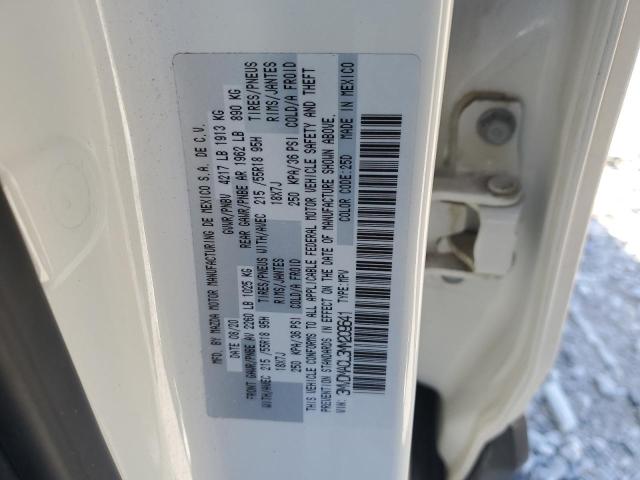 MFD. BY MAZDA MOTOR MANUFACTURING DE MEXICO S.A. DE C.V.
DATE 08/20 GVWR/PNBV 4217 LB 1913 KG
FRONT GAWR/PNBE AV 2260 LB 1025 KG REAR GAWR/PNBE AR 1962 LB 890 KG
WITH/AVEC 215 /55R18 95H TIRES/PNEUS WITH/AVEC 215 /55R18 95H TIRES/PNEUS
18X7J RIMS/JANTES 18X7J RIMS/JANTES
250 KPA/36 PSI COLD/A FROID 250 KPA/36 PSI COLD/A FROID
THIS VEHICLE CONFORMS TO ALL APPLICABLE FEDERAL MOTOR VEHICLE SAFETY AND THEFT
PREVENTION STANDARDS IN EFFECT ON THE DATE OF MANUFACTURE SHOWN ABOVE.
VIN: TYPE: MPV COLOR CODE: 25D MADE IN MEXICO